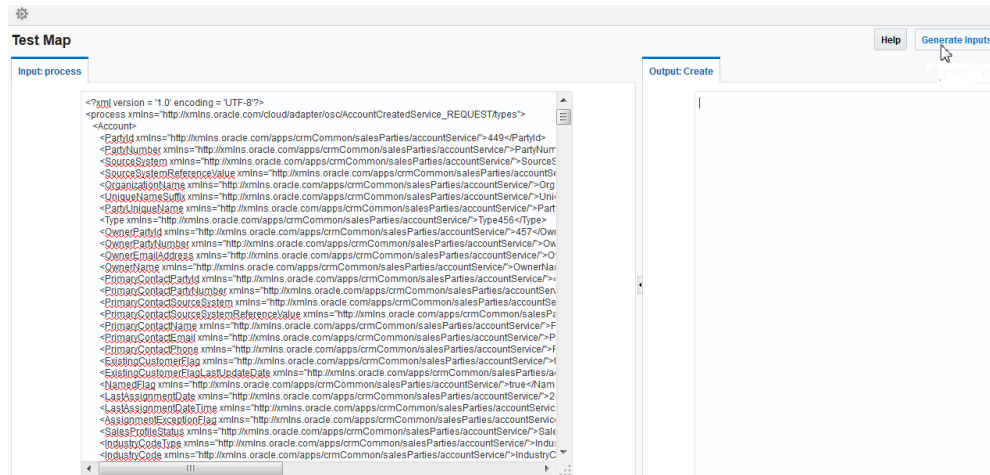 Test Map
Help
Generate Inputs
Input: process
Output: Create
<?xml version = '1.0' encoding = 'UTF-8'?>
<process xmlns="http://xmlns.oracle.com/cloud/adapter/osc/AccountCreatedService_REQUEST/types">
<Account>
<PartyId xmlns="http://xmlns.oracle.com/apps/crmCommon/salesParties/accountService/">449</PartyId>
<PartyNumber xmlns="http://xmlns.oracle.com/apps/crmCommon/salesParties/accountService/">PartyNum
<SourceSystem xmlns="http://xmlns.oracle.com/apps/crmCommon/salesParties/accountService/">SourceS
<SourceSystemReferenceValue xmlns="http://xmlns.oracle.com/apps/crmCommon/salesParties/accountSe
<OrganizationName xmlns="http://xmlns.oracle.com/apps/crmCommon/salesParties/accountService/">Org
<UniqueNameSuffix xmlns="http://xmlns.oracle.com/apps/crmCommon/salesParties/accountService/">Uni
<PartyUniqueName xmlns="http://xmlns.oracle.com/apps/crmCommon/salesParties/accountService/">Part
<Type xmlns="http://xmlns.oracle.com/apps/crmCommon/salesParties/accountService/">Type456</Type>
<OwnerPartyId xmlns="http://xmlns.oracle.com/apps/crmCommon/salesParties/accountService/">457</Own
<OwnerPartyNumber xmlns="http://xmlns.oracle.com/apps/crmCommon/salesParties/accountService/">Ow
<OwnerEmailAddress xmlns="http://xmlns.oracle.com/apps/crmCommon/salesParties/accountService/">O
<OwnerName xmlns="http://xmlns.oracle.com/apps/crmCommon/salesParties/accountService/">OwnerNa
<PrimaryContactPartyId xmlns="http://xmlns.oracle.com/apps/crmCommon/salesParties/accountService/">4
<PrimaryContactPartyNumber xmlns="http://xmlns.oracle.com/apps/crmCommon/salesParties/accountServ
<PrimaryContactSourceSystem xmlns="http://xmlns.oracle.com/apps/crmCommon/salesParties/accountSe
<PrimaryContactSourceSystemReferenceValue xmlns="http://xmlns.oracle.com/apps/crmCommon/salesPa
<PrimaryContactName xmlns="http://xmlns.oracle.com/apps/crmCommon/salesParties/accountService/">P
<PrimaryContactEmail xmlns="http://xmlns.oracle.com/apps/crmCommon/salesParties/accountService/">P
<PrimaryContactPhone xmlns="http://xmlns.oracle.com/apps/crmCommon/salesParties/accountService/">P
<ExistingCustomerFlag xmlns="http://xmlns.oracle.com/apps/crmCommon/salesParties/accountService/">
<ExistingCustomerFlagLastUpdateDate xmlns="http://xmlns.oracle.com/apps/crmCommon/salesParties/a
<NamedFlag xmlns="http://xmlns.oracle.com/apps/crmCommon/salesParties/accountService/">true</Nam
<LastAssignmentDate xmlns="http://xmlns.oracle.com/apps/crmCommon/salesParties/accountService/">2
<LastAssignmentDateTime xmlns="http://xmlns.oracle.com/apps/crmCommon/salesParties/accountServic
<AssignmentExceptionFlag xmlns="http://xmlns.oracle.com/apps/crmCommon/salesParties/accountServic
<SalesProfileStatus xmlns="http://xmlns.oracle.com/apps/crmCommon/salesParties/accountService/">Sale
<IndustryCodeType xmlns="http://xmlns.oracle.com/apps/crmCommon/salesParties/accountService/">Indu
<IndustryCode xmlns="http://xmlns.oracle.com/apps/crmCommon/salesParties/accountService/">IndustryC